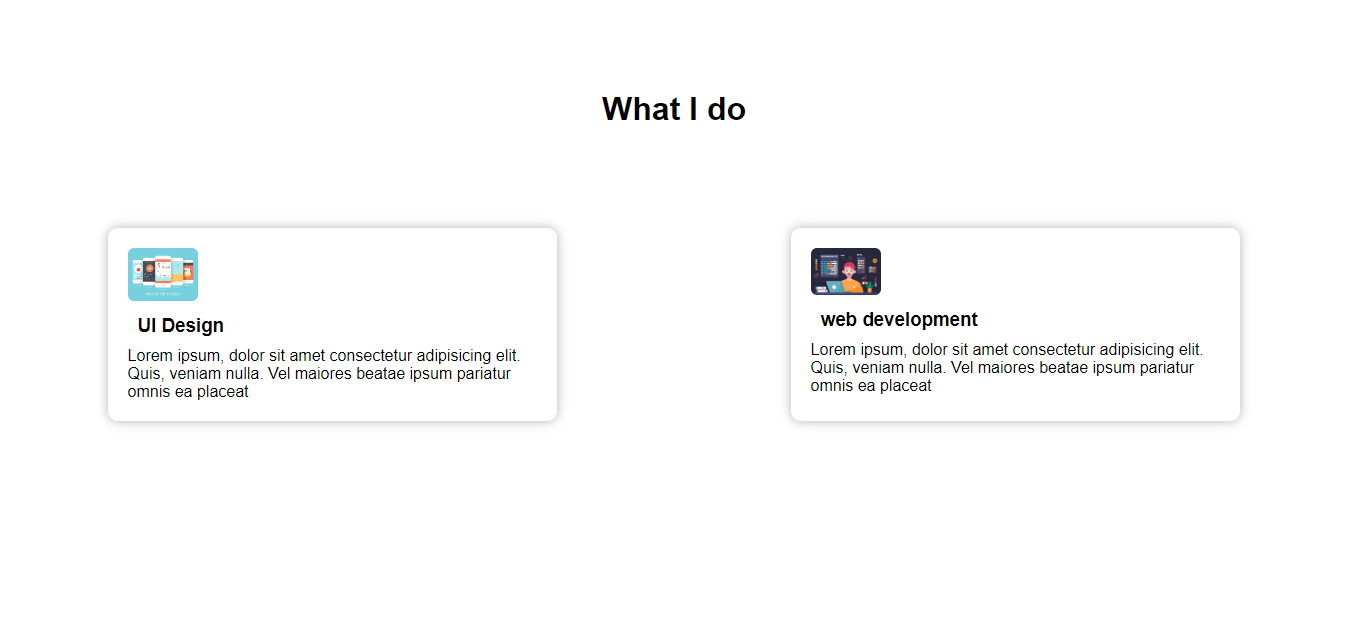 What I do
UI Design
Lorem ipsum, dolor sit amet consectetur adipisicing elit.
Quis, veniam nulla. Vel maiores beatae ipsum pariatur
omnis ea placeat
web development
Lorem ipsum, dolor sit amet consectetur adipisicing elit.
Quis, veniam nulla. Vel maiores beatae ipsum pariatur
omnis ea placeat